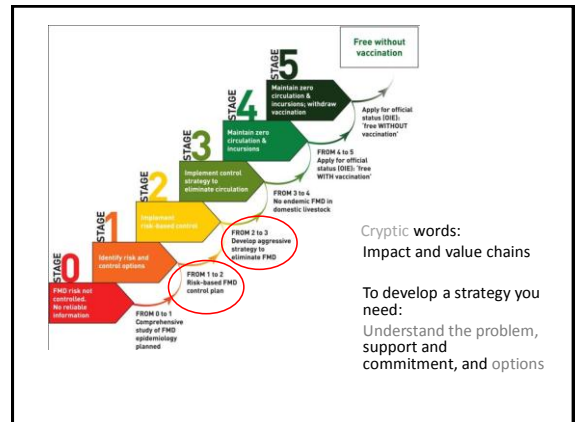 Free without
vaccination
STAGE
5
Maintain zero
circulation &
incursions; withdraw
vaccination
Apply for official
status (OIE):
'free WITHOUT
vaccination'
STAGE
4
Maintain zero
circulation &
incursions
FROM 4 to 5
Apply for official
status (OIE): 'free
WITH vaccination'
STAGE
3
Implement control
strategy to
eliminate circulation
FROM 3 to 4
No endemic FMD in
domestic livestock
STAGE
2
Implement
risk-based control
FROM 2 to 3
Develop aggressive
strategy to
eliminate FMD
STAGE
1
Identify risk and
control options
FROM 1 to 2
Risk-based FMD
control plan
STAGE
0
FMD risk not
controlled.
No reliable
information
FROM 0 to 1
Comprehensive
study of FMD
epidemiology
planned
Cryptic words:
Impact and value chains
To develop a strategy you
need:
Understand the problem,
support and
commitment, and options